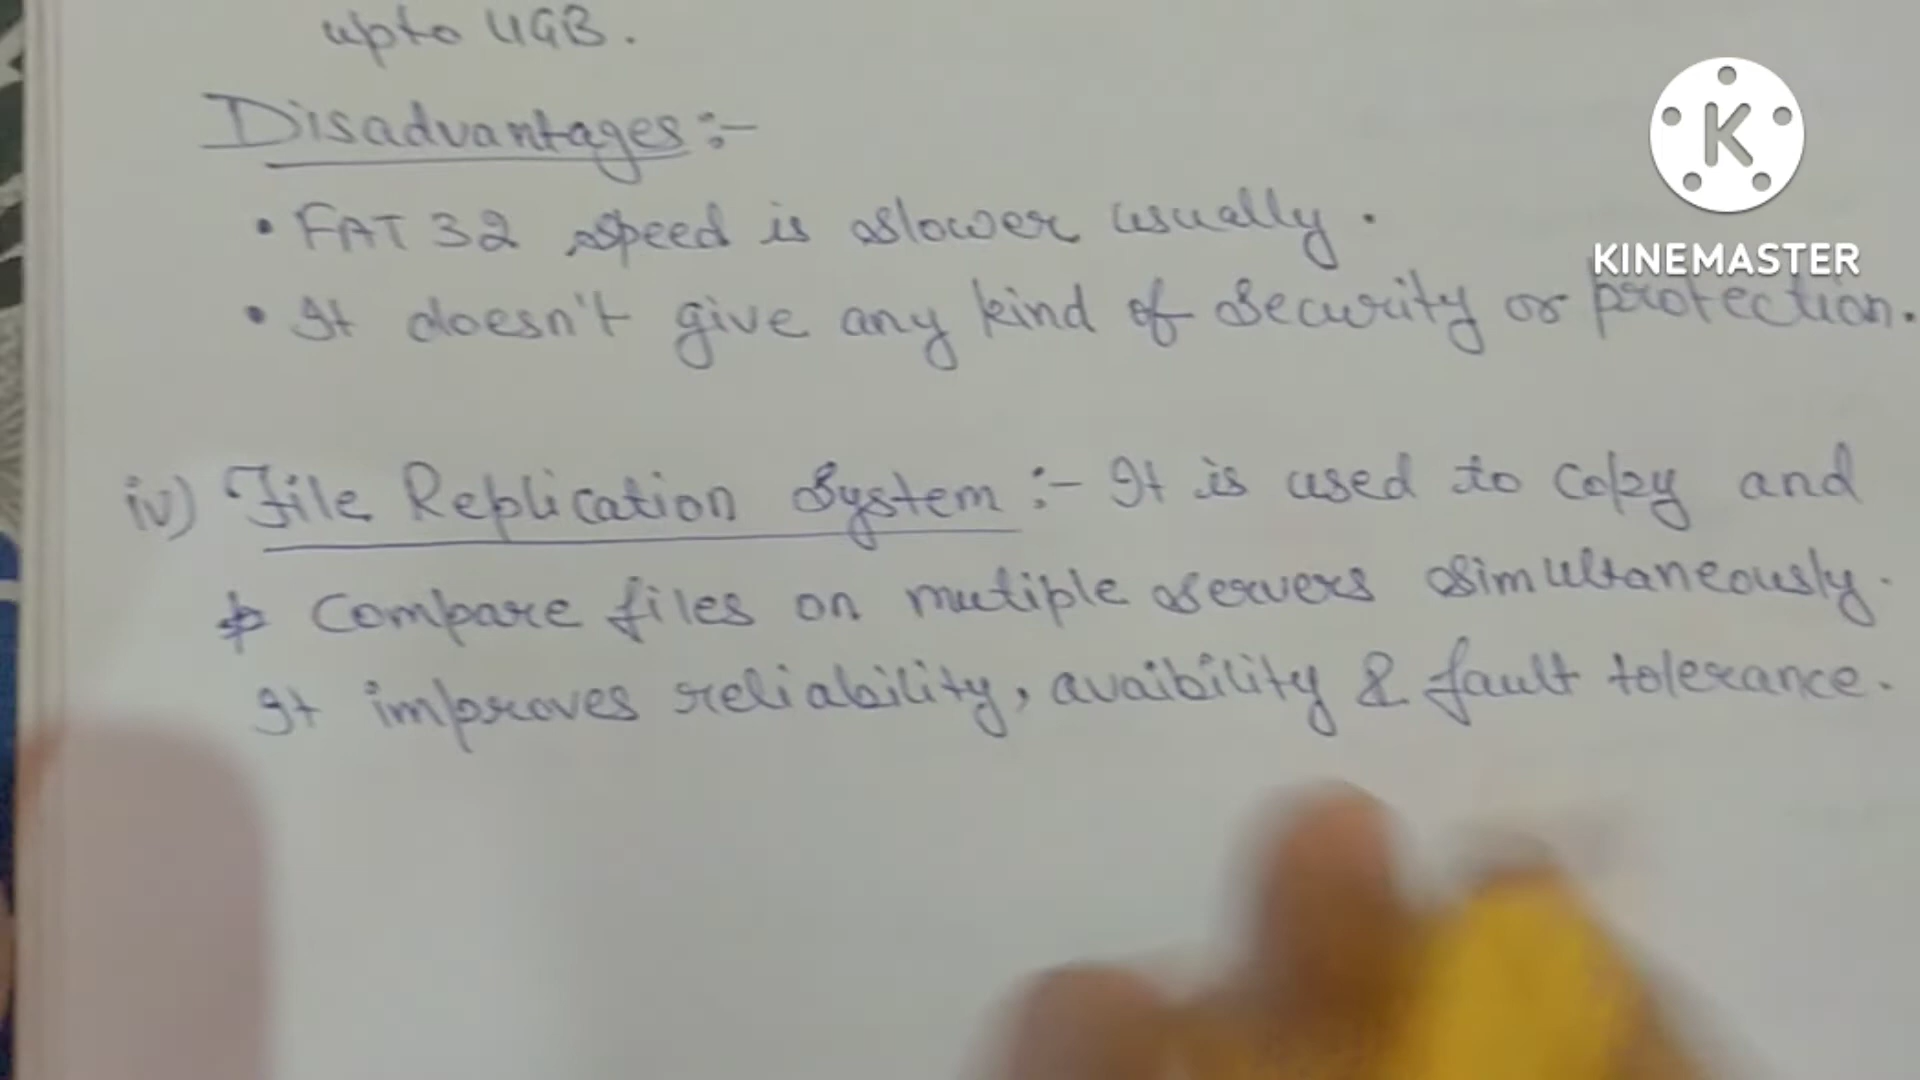 upto 4GB.
Disadvantages :-
• FAT 32 speed is slower usually.
• It doesn't give any kind of security or protection.
iv) File Replication System :- It is used to copy and
compare files on mutiple servers simultaneously.
It improves reliability, avaibility & fault tolerance.
K
KINEMASTER